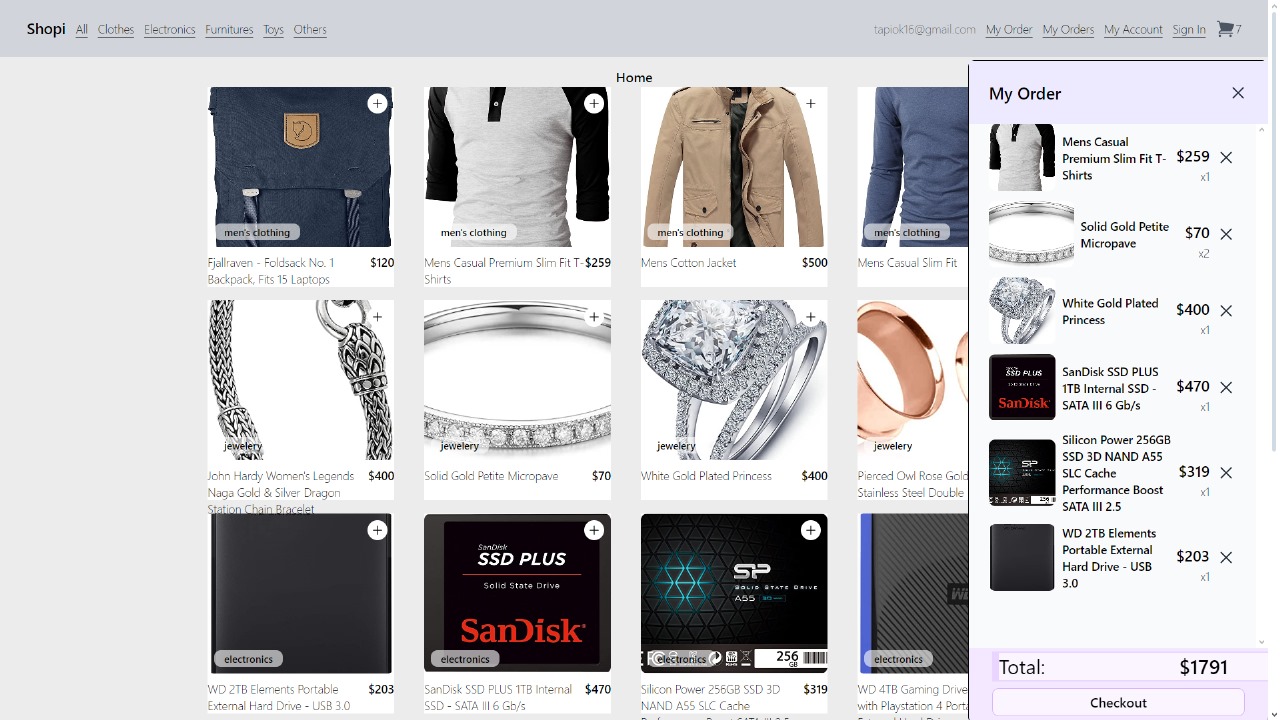 Shopi All Clothes Electronics Furnitures Toys Others
tapiok16@gmail.com My Order My Orders My Account Sign In 7
Home
men's clothing
Fjallraven - Foldsack No. 1 $120
Backpack, Fits 15 Laptops
men's clothing
Mens Casual Premium Slim Fit T- $259
Shirts
men's clothing
Mens Cotton Jacket $500
men's clothing
Mens Casual Slim Fit
jewelery
John Hardy Women's Legends $400
Naga Gold & Silver Dragon
Station Chain Bracelet
jewelery
Solid Gold Petite Micropave $70
jewelery
White Gold Plated Princess $400
jewelery
Pierced Owl Rose Gold
Stainless Steel Double
electronics
WD 2TB Elements Portable $203
External Hard Drive - USB 3.0
SanDisk
SSD PLUS
Solid State Drive
SanDisk
electronics
SanDisk SSD PLUS 1TB Internal $470
SSD - SATA III 6 Gb/s
SP
SOLID STATE DRIVE
A55
256
GB
electronics
Silicon Power 256GB SSD 3D $319
NAND A55 SLC Cache
electronics
WD 4TB Gaming Drive
with Playstation 4 Porta
My Order
Mens Casual
Premium Slim Fit T-
Shirts
$259
x1
Solid Gold Petite
Micropave
$70
x2
White Gold Plated
Princess
$400
x1
SSD PLUS
SanDisk
SanDisk SSD PLUS
1TB Internal SSD -
SATA III 6 Gb/s
$470
x1
SP
256
Silicon Power 256GB
SSD 3D NAND A55
SLC Cache
Performance Boost
SATA III 2.5
$319
x1
WD 2TB Elements
Portable External
Hard Drive - USB
3.0
$203
x1
Total: $1791
Checkout